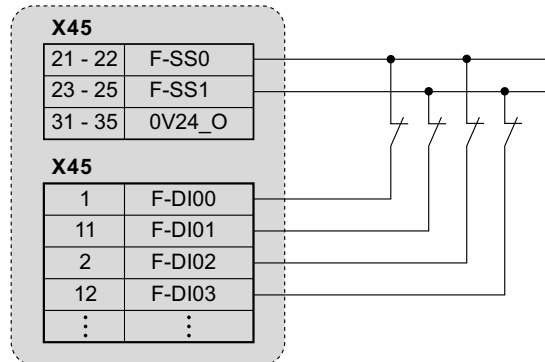 X45
21 - 22 F-SS0
23 - 25 F-SS1
31 - 35 0V24_O
X45
1 F-DI00
11 F-DI01
2 F-DI02
12 F-DI03
⋮ ⋮